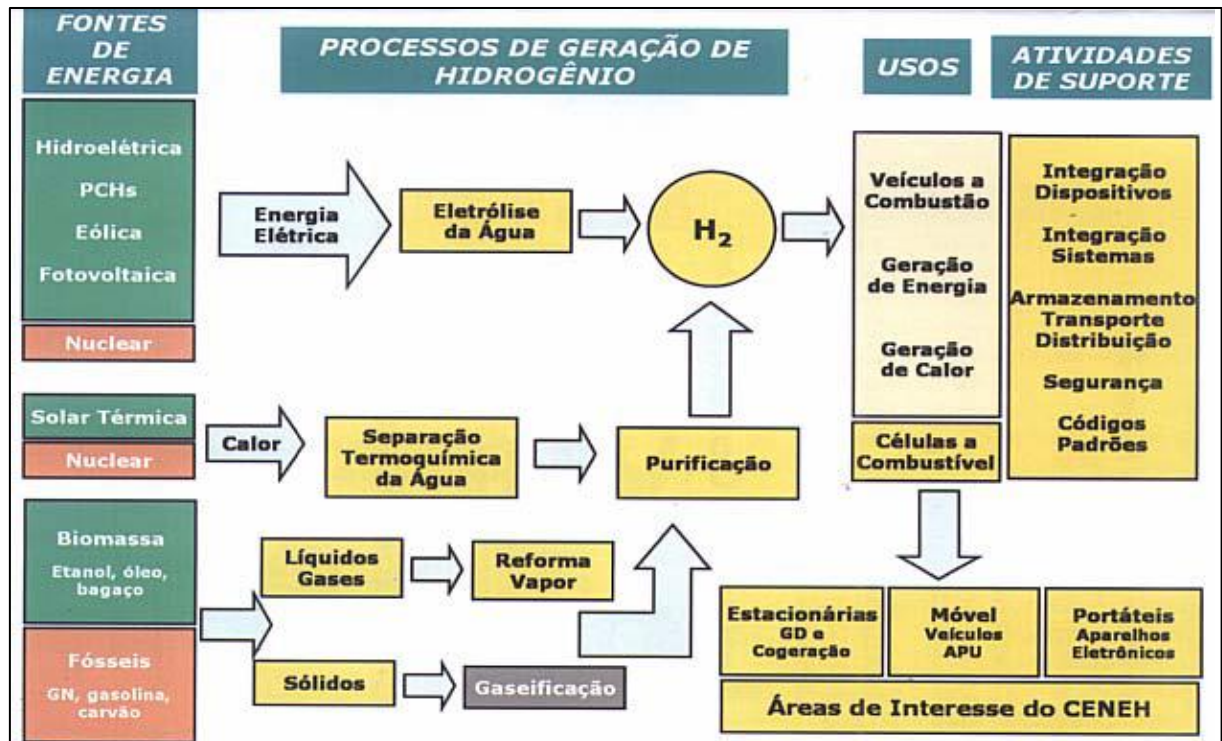 FONTES
DE
ENERGIA
PROCESSOS DE GERAÇÃO DE
HIDROGÊNIO
USOS
ATIVIDADES
DE SUPORTE
Hidroelétrica
PCHs
Eólica
Fotovoltaica
Nuclear
Energia
Elétrica
Eletrólise
da Água
H₂
Veículos a
Combustão
Geração
de Energia
Geração
de Calor
Células a
Combustível
Integração
Dispositivos
Integração
Sistemas
Armazenamento
Transporte
Distribuição
Segurança
Códigos
Padrões
Solar Térmica
Nuclear
Calor
Separação
Termoquímica
da Água
Purificação
Biomassa
Etanol, óleo,
bagaço
Fósseis
GN, gasolina,
carvão
Líquidos
Gases
Reforma
Vapor
Sólidos
Gaseificação
Estacionárias
GD e
Cogeração
Móvel
Veículos
APU
Portáteis
Aparelhos
Eletrônicos
Áreas de Interesse do CENEH